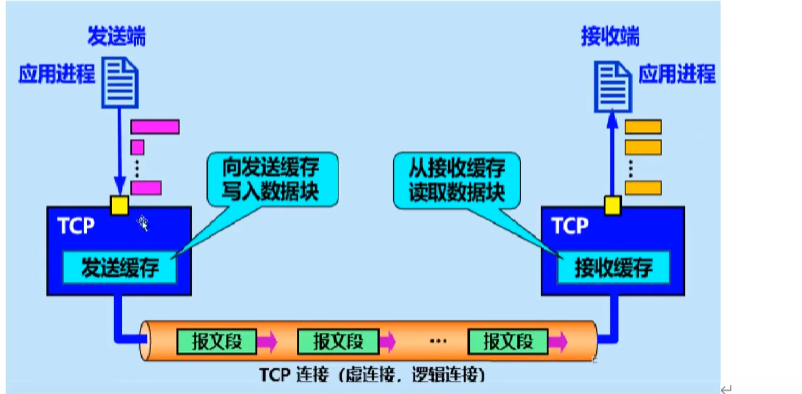 发送端
接收端
应用进程
应用进程
向发送缓存
写入数据块
从接收缓存
读取数据块
TCP
TCP
发送缓存
接收缓存
报文段
报文段
...
报文段
TCP 连接（虚连接，逻辑连接）